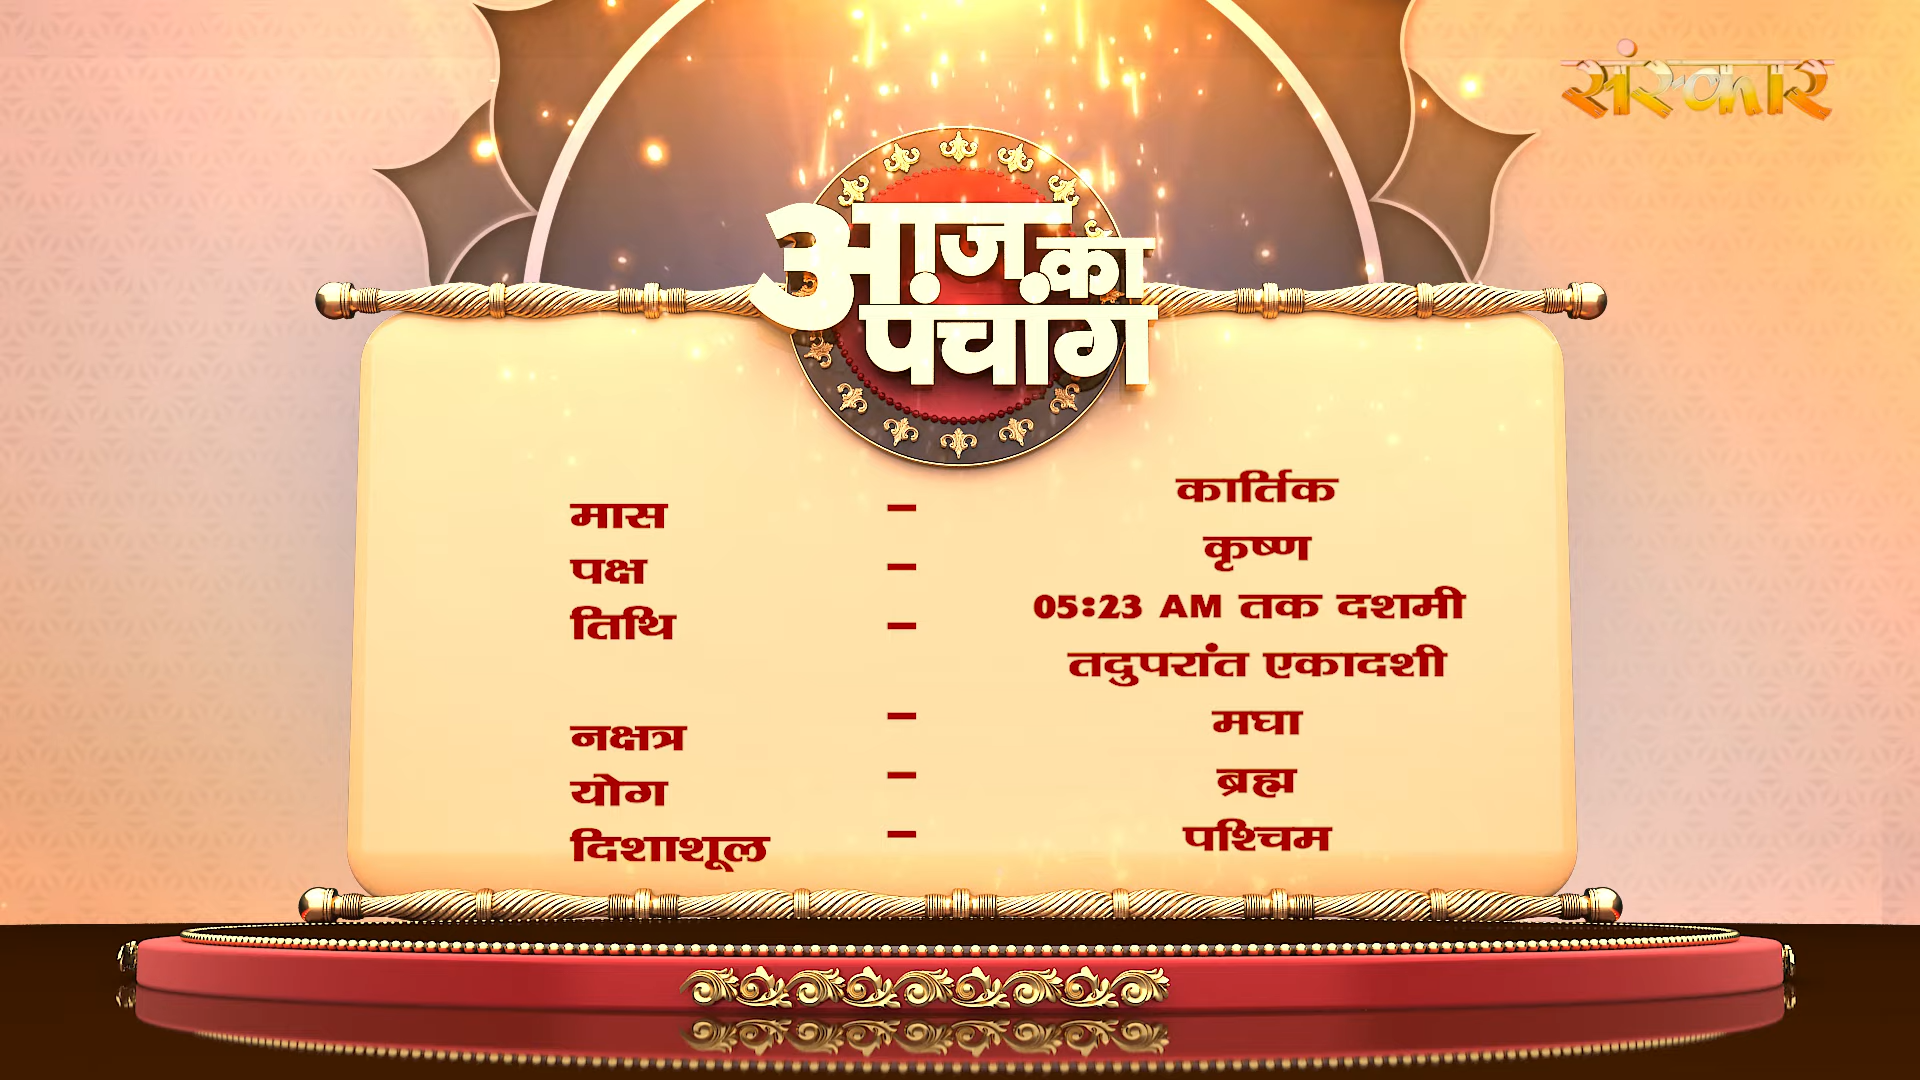 संस्कार
आज का
पंचांग
मास - कार्तिक
पक्ष - कृष्ण
तिथि - 05:23 AM तक दशमी
तदुपरांत एकादशी
नक्षत्र - मघा
योग - ब्रह्म
दिशाशूल - पश्चिम